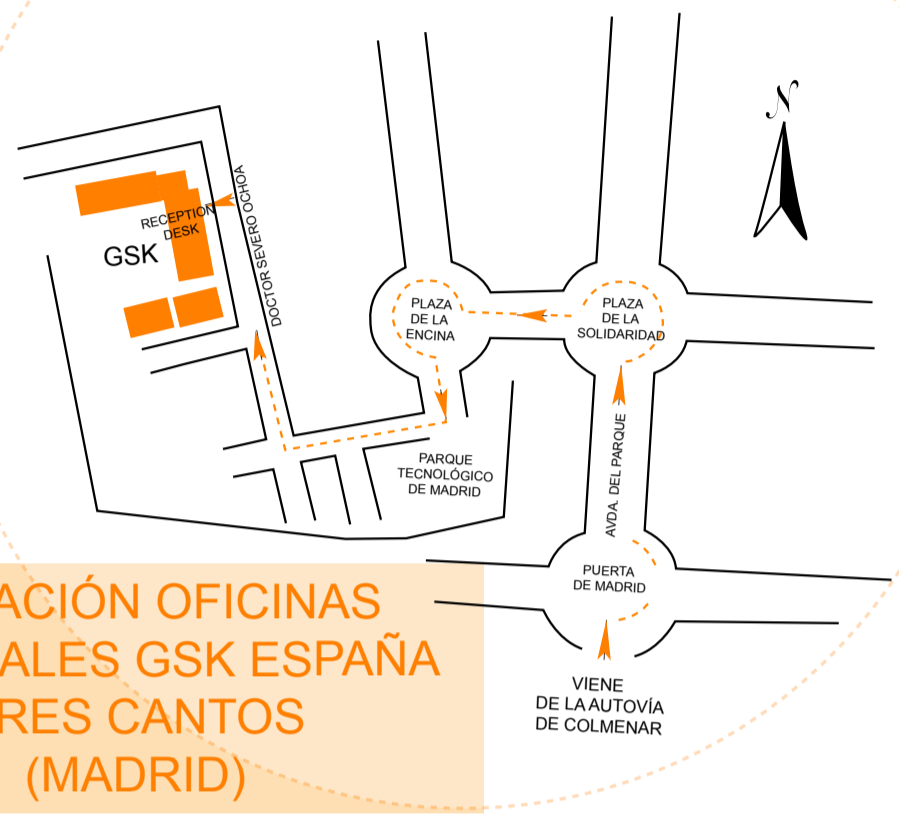 N
DOCTOR SEVERO OCHOA
RECEPTION
DESK
GSK
PLAZA
DE LA
ENCINA
PLAZA
DE LA
SOLIDARIDAD
AVDA. DEL PARQUE
PARQUE
TECNOLÓGICO
DE MADRID
PUERTA
DE MADRID
VIENE
DE LA AUTOVÍA
DE COLMENAR
ACIÓN OFICINAS
ALES GSK ESPAÑA
RES CANTOS
(MADRID)